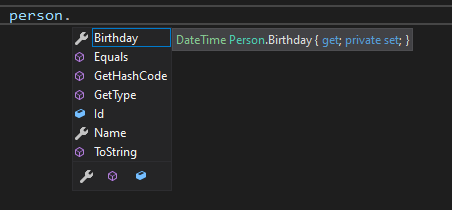 person.
Birthday
DateTime Person.Birthday { get; private set; }
Equals
GetHashCode
GetType
Id
Name
ToString